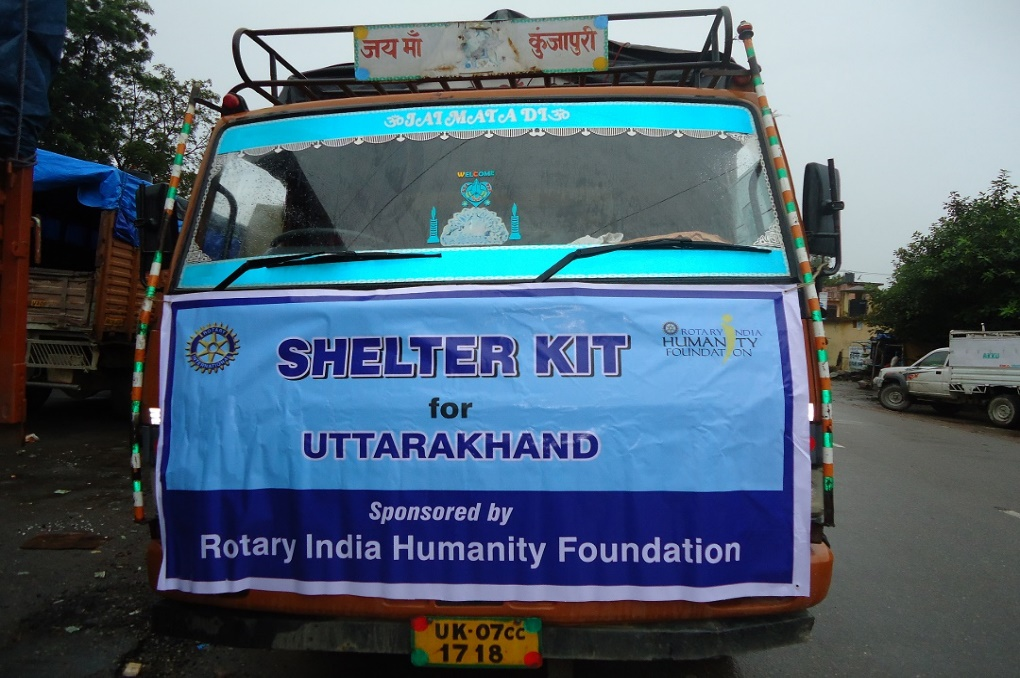 जय माँ कुंजापुरी
ॐ JAI MATA DI ॐ
WELCOME
ROTARY INDIA
HUMANITY
FOUNDATION
SHELTER KIT
for
UTTARAKHAND
Sponsored by
Rotary India Humanity Foundation
UK-07CC
1718